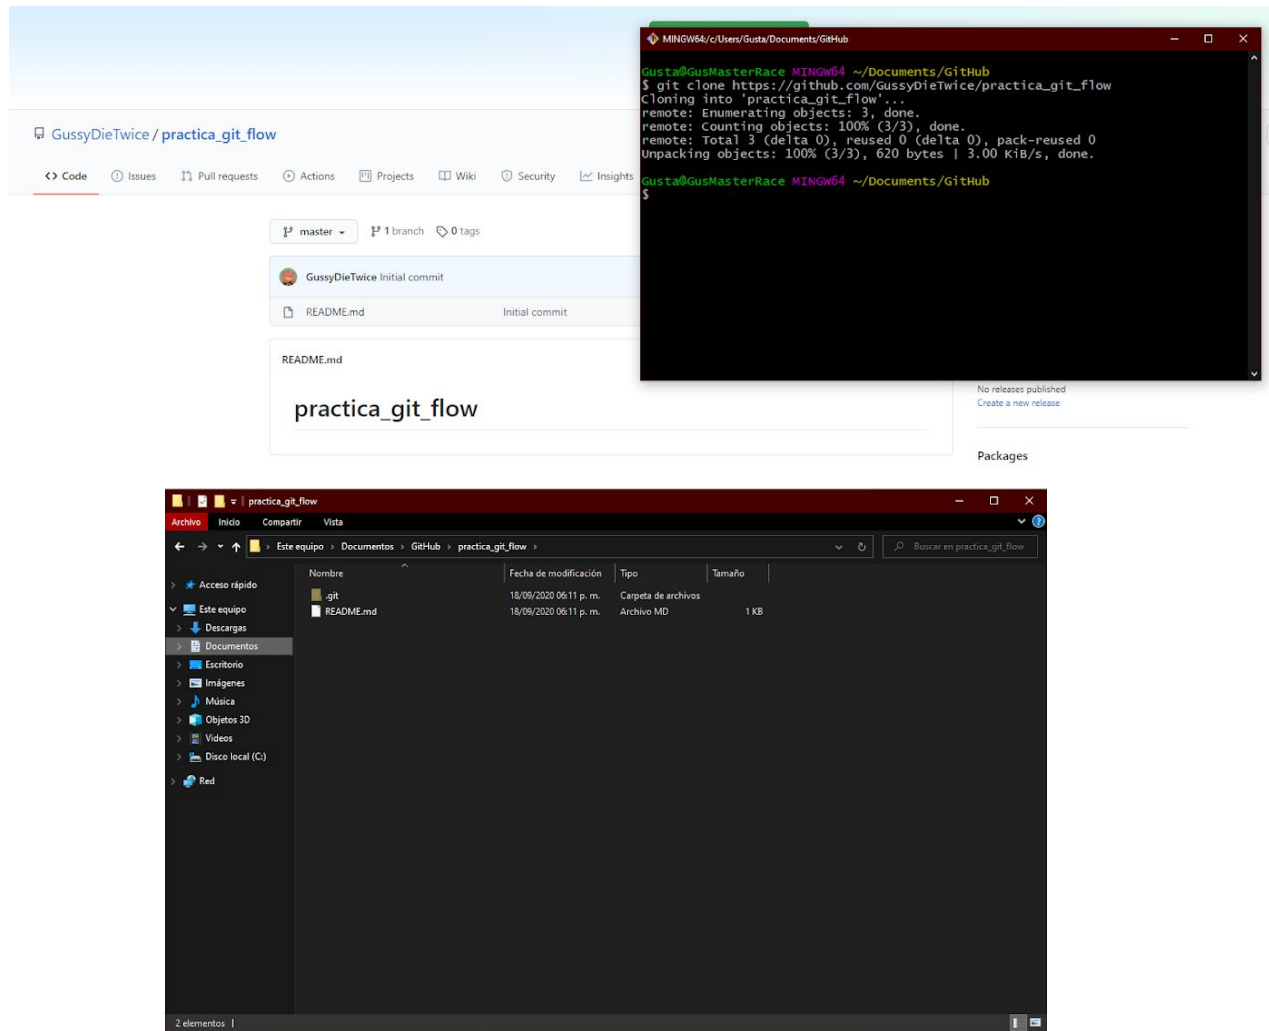 MINGW64:/c/Users/Gusta/Documents/GitHub
Gusta@GusMasterRace MINGW64 ~/Documents/GitHub
$ git clone https://github.com/GussyDieTwice/practica_git_flow
Cloning into 'practica_git_flow'...
remote: Enumerating objects: 3, done.
remote: Counting objects: 100% (3/3), done.
remote: Total 3 (delta 0), reused 0 (delta 0), pack-reused 0
Unpacking objects: 100% (3/3), 620 bytes | 3.00 KiB/s, done.
Gusta@GusMasterRace MINGW64 ~/Documents/GitHub
$
GussyDieTwice / practica_git_flow
<> Code Issues Pull requests Actions Projects Wiki Security Insights
master 1 branch 0 tags
GussyDieTwice Initial commit
README.md Initial commit
README.md
practica_git_flow
No releases published
Create a new release
Packages
practica_git_flow
Archivo Inicio Compartir Vista
Este equipo > Documentos > GitHub > practica_git_flow >
Buscar en practica_git_flow
Nombre Fecha de modificación Tipo Tamaño
.git 18/09/2020 06:11 p. m. Carpeta de archivos
README.md 18/09/2020 06:11 p. m. Archivo MD 1 KB
Acceso rápido
Este equipo
Descargas
Documentos
Escritorio
Imágenes
Música
Objetos 3D
Videos
Disco local (C:)
Red
2 elementos